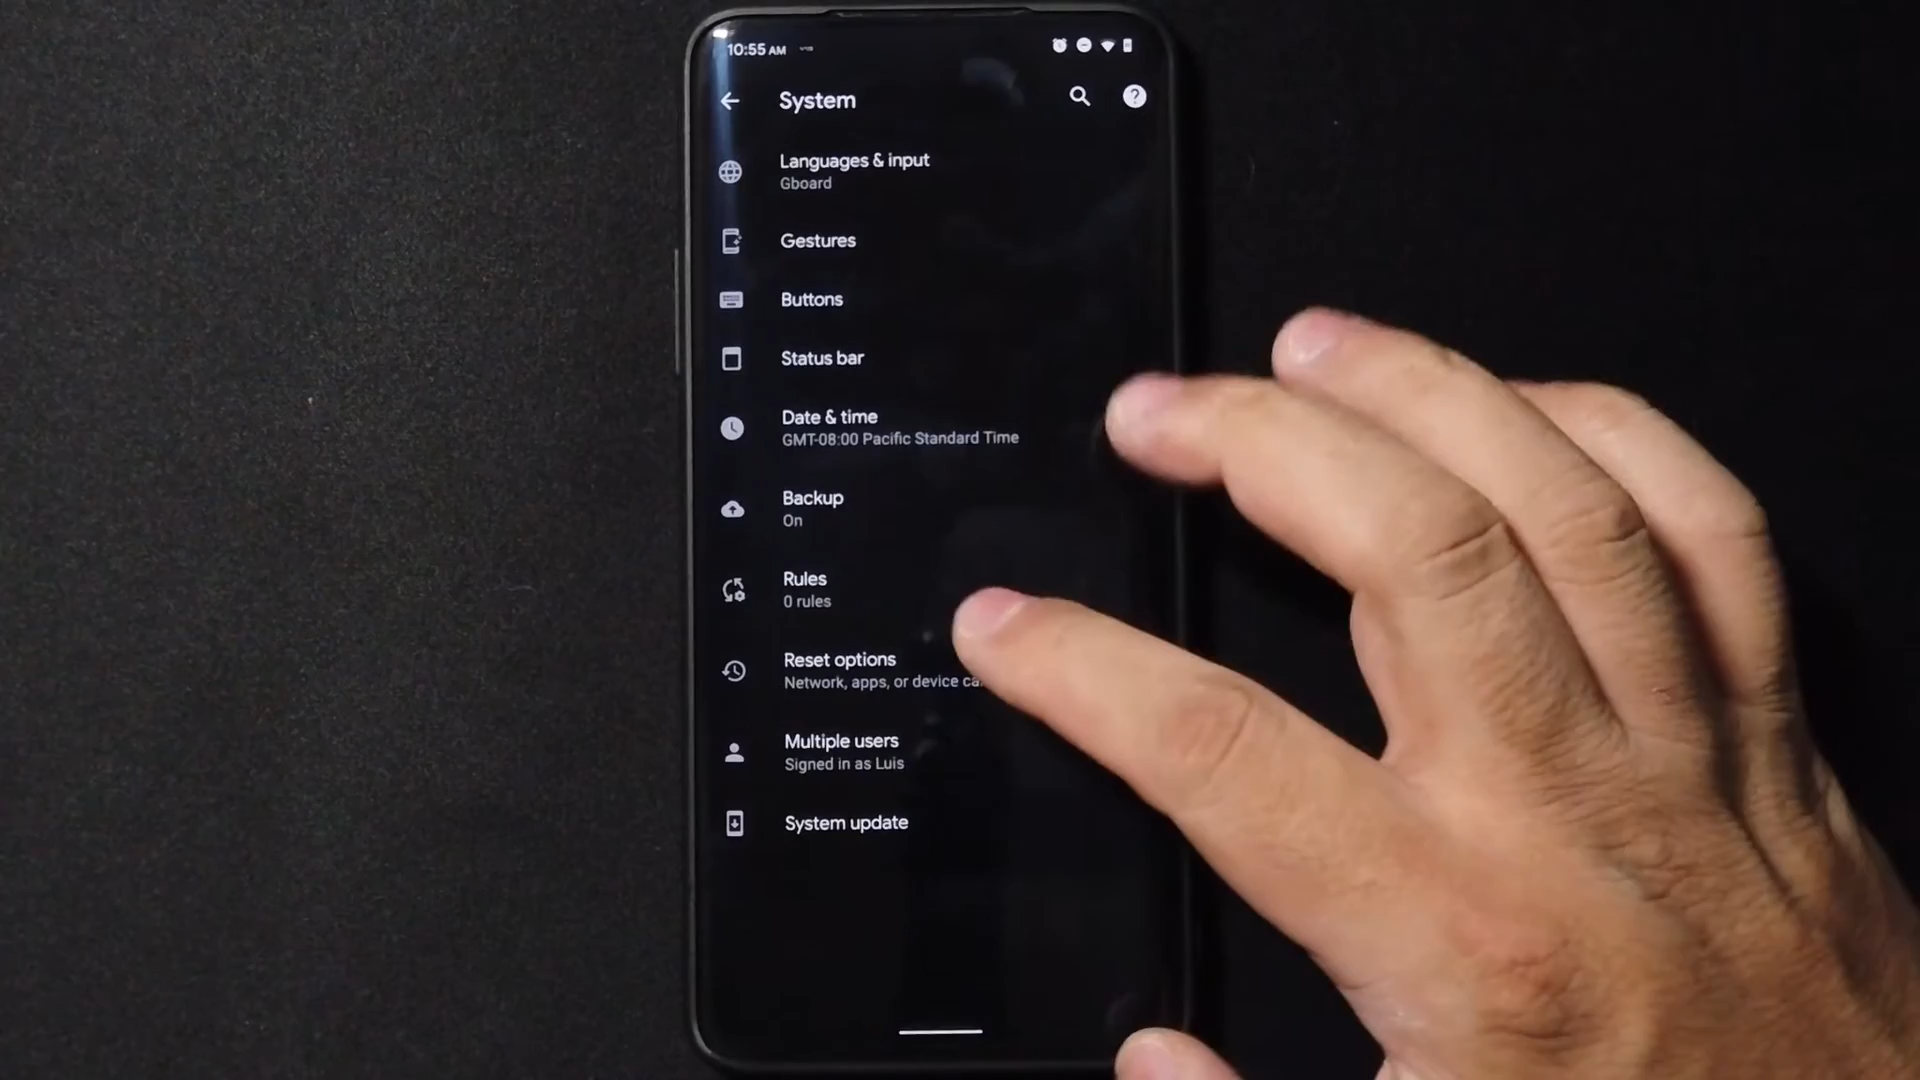 10:55 AM
System
Languages & input
Gboard
Gestures
Buttons
Status bar
Date & time
GMT-08:00 Pacific Standard Time
Backup
On
Rules
0 rules
Reset options
Network, apps, or device
Multiple users
Signed in as Luis
System update